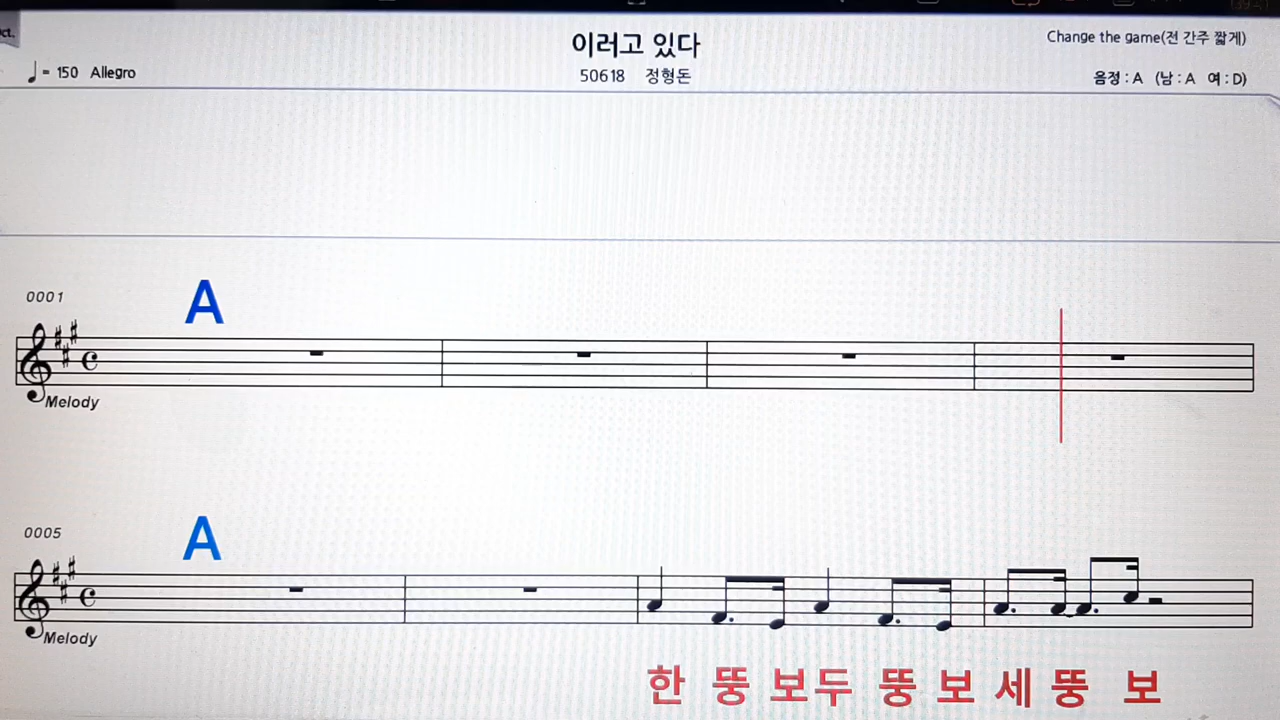 이러고 있다
Change the game(전 간주 짧게)
♩= 150 Allegro
50618 정형돈
음정 : A (남 : A 여 : D)
0001
A
Melody
0005
A
Melody
한 뚱 보 두 뚱 보 세 뚱 보